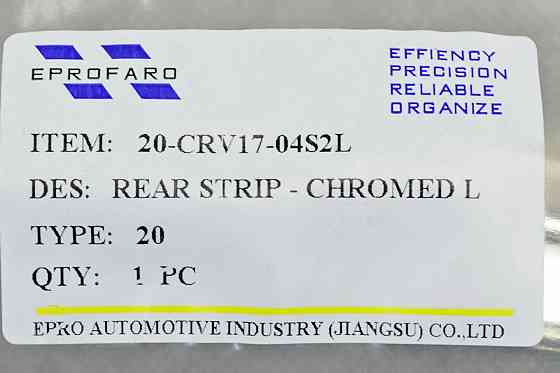 EPROFARO
EFFIENCY
PRECISION
RELIABLE
ORGANIZE
ITEM: 20-CRV17-04S2L
DES: REAR STRIP - CHROMED L
TYPE: 20
QTY: 1 PC
EPRO AUTOMOTIVE INDUSTRY (JIANGSU) CO.,LTD